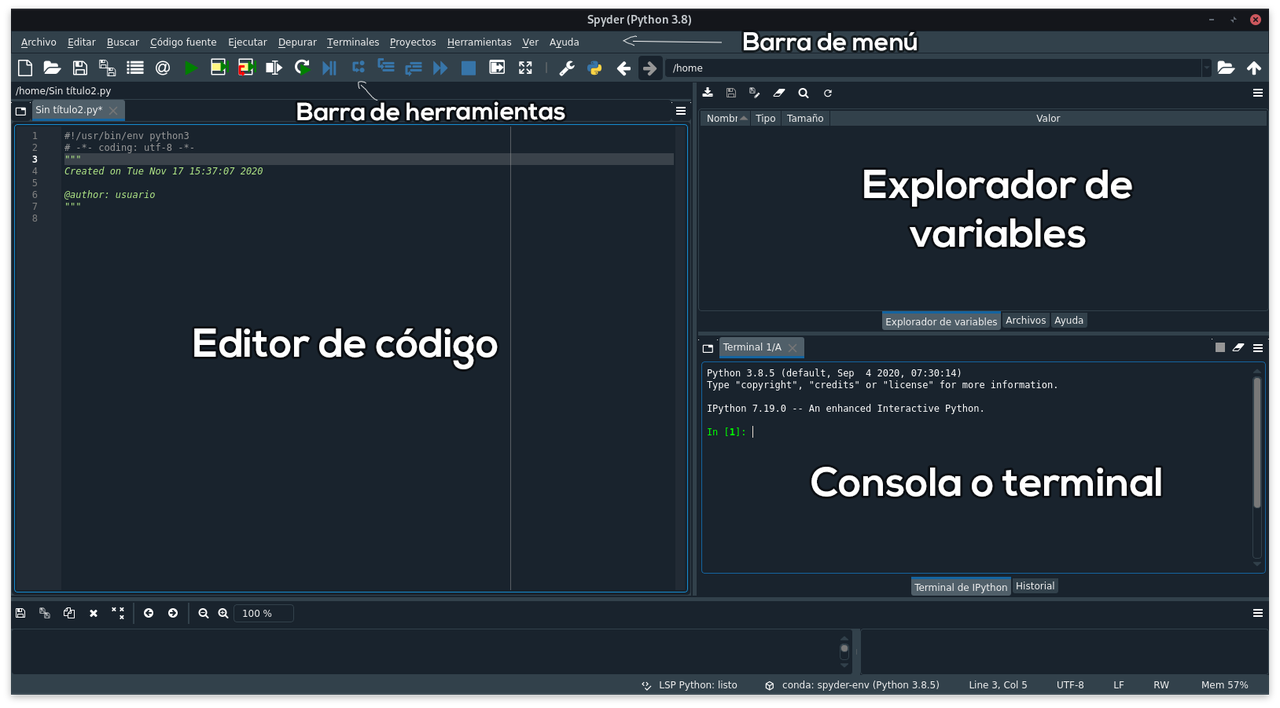 Spyder (Python 3.8)
Archivo Editar Buscar Código fuente Ejecutar Depurar Terminales Proyectos Herramientas Ver Ayuda
Barra de menú
/home
/home/Sin título2.py
Sin título2.py*
Barra de herramientas
1 #!/usr/bin/env python3
2 # -*- coding: utf-8 -*-
3 """
4 Created on Tue Nov 17 15:37:07 2020
5
6 @author: usuario
7 """
8
Editor de código
Nombr Tipo Tamaño Valor
Explorador de
variables
Explorador de variables Archivos Ayuda
Terminal 1/A
Python 3.8.5 (default, Sep  4 2020, 07:30:14)
Type "copyright", "credits" or "license" for more information.
IPython 7.19.0 -- An enhanced Interactive Python.
In [1]:
Consola o terminal
Terminal de IPython Historial
100 %
LSP Python: listo conda: spyder-env (Python 3.8.5) Line 3, Col 5 UTF-8 LF RW Mem 57%